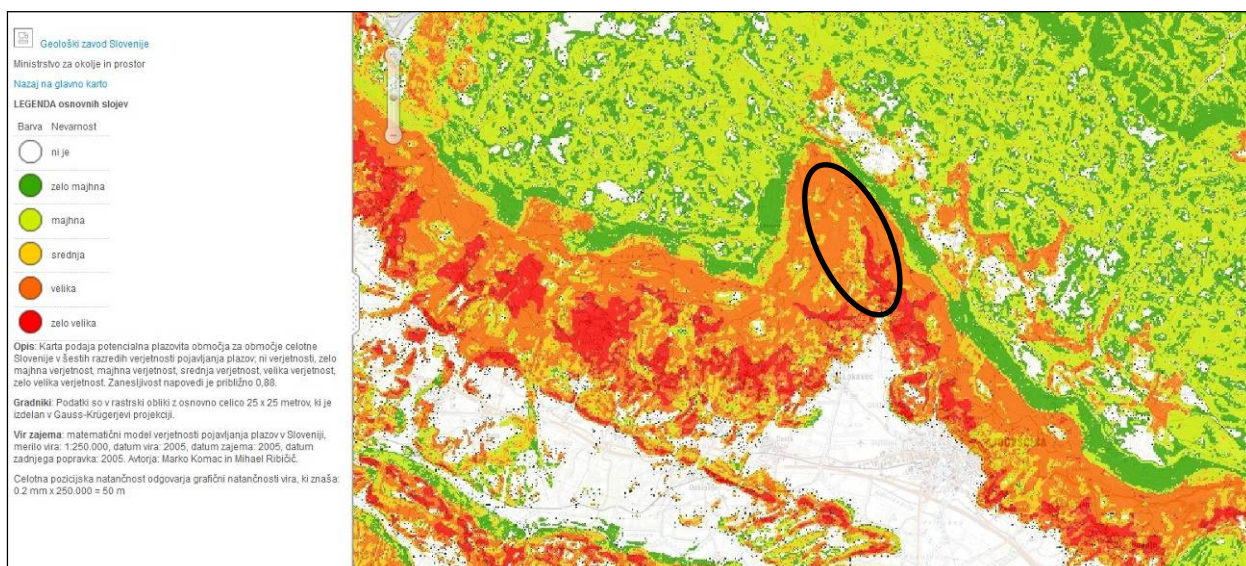 Geološki zavod Slovenije
Ministrstvo za okolje in prostor
Nazaj na glavno karto
LEGENDA osnovnih slojev
Barva Nevarnost
ni je
zelo majhna
majhna
srednja
velika
zelo velika
Opis: Karta podaja potencialna plazovita območja za območje celotne
Slovenije v šestih razredih verjetnosti pojavljanja plazov; ni verjetnosti, zelo
majhna verjetnost, majhna verjetnost, srednja verjetnost, velika verjetnost,
zelo velika verjetnost. Zanesljivost napovedi je približno 0,88.
Gradniki: Podatki so v rastrski obliki z osnovno celico 25 x 25 metrov, ki je
izdelan v Gauss-Krügerjevi projekciji.
Vir zajema: matematični model verjetnosti pojavljanja plazov v Sloveniji,
merilo vira: 1:250.000, datum vira: 2005, datum zajema: 2005, datum
zadnjega popravka: 2005. Avtorja: Marko Komac in Mihael Ribičič.
Celotna pozicijska natančnost odgovarja grafični natančnosti vira, ki znaša:
0.2 mm x 250.000 = 50 m